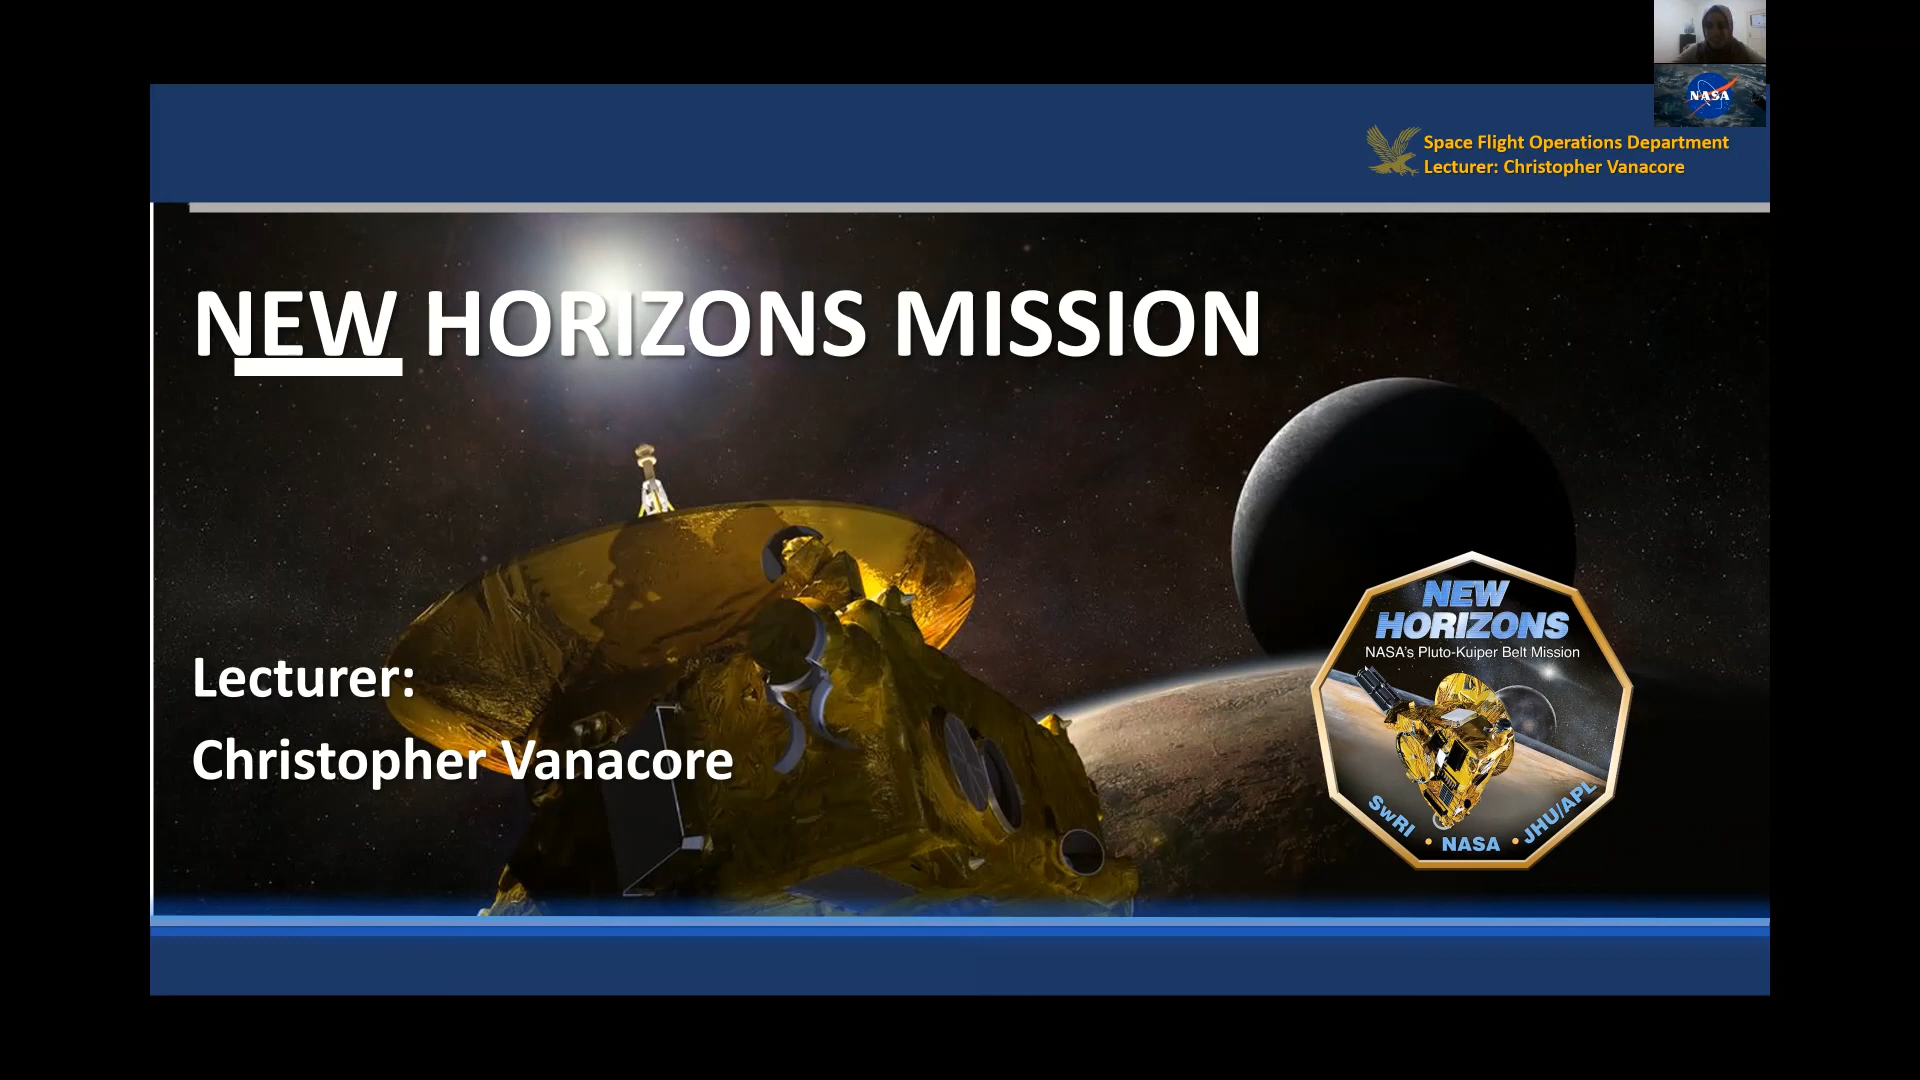 NASA
Space Flight Operations Department
Lecturer: Christopher Vanacore
NEW HORIZONS MISSION
Lecturer:
Christopher Vanacore
NEW
HORIZONS
NASA's Pluto-Kuiper Belt Mission
SwRI • NASA • JHU/APL